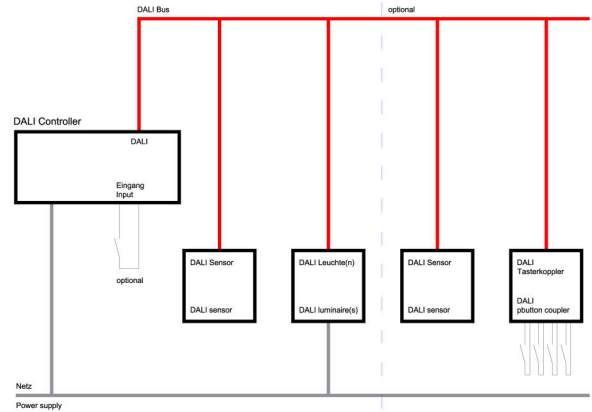 DALI Bus
optional
DALI Controller
DALI
Eingang
Input
optional
DALI Sensor
DALI sensor
DALI Leuchte(n)
DALI luminaire(s)
DALI Sensor
DALI sensor
DALI
Tasterkoppler
DALI
pbutton coupler
Netz
Power supply